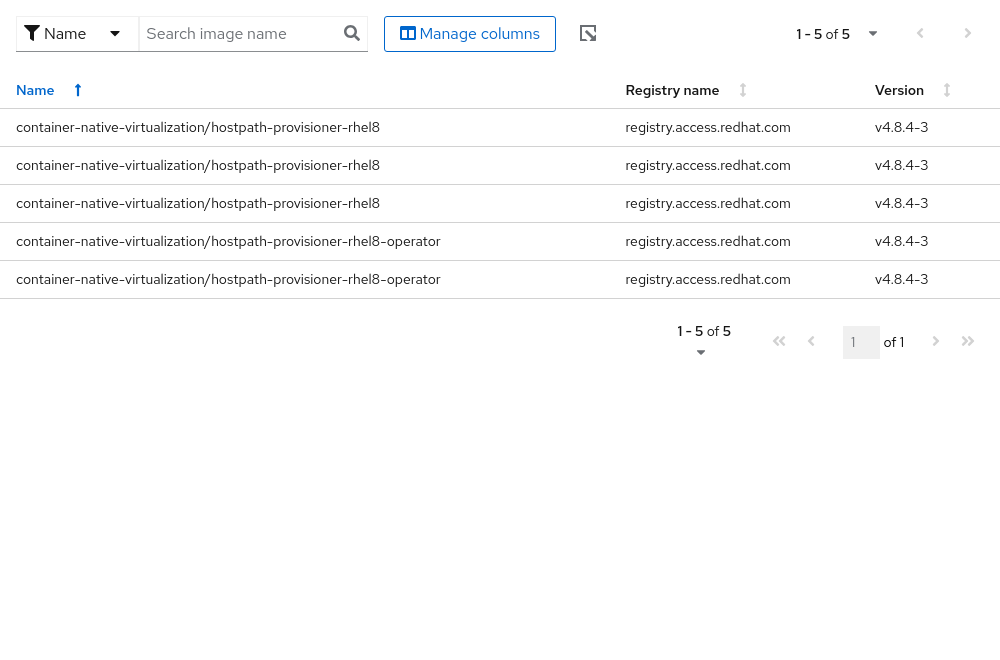 Name Search image name Manage columns 1 - 5 of 5
Name Registry name Version
container-native-virtualization/hostpath-provisioner-rhel8 registry.access.redhat.com v4.8.4-3
container-native-virtualization/hostpath-provisioner-rhel8 registry.access.redhat.com v4.8.4-3
container-native-virtualization/hostpath-provisioner-rhel8 registry.access.redhat.com v4.8.4-3
container-native-virtualization/hostpath-provisioner-rhel8-operator registry.access.redhat.com v4.8.4-3
container-native-virtualization/hostpath-provisioner-rhel8-operator registry.access.redhat.com v4.8.4-3
1 - 5 of 5 1 of 1